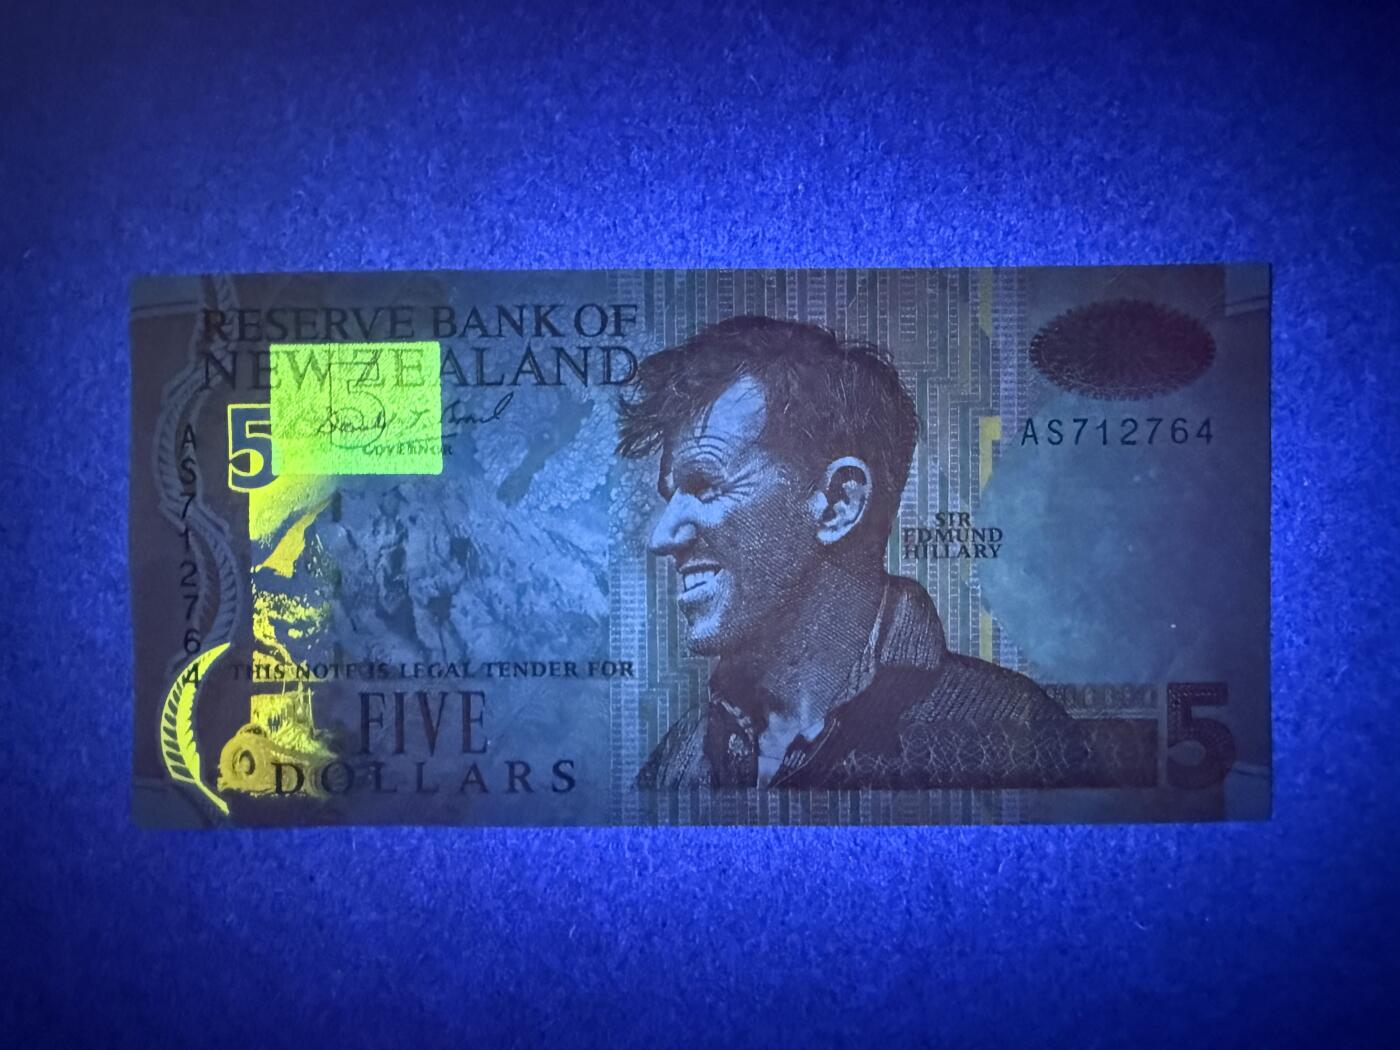 RESERVE BANK OF
NEW ZEALAND
5
5
GOVERNOR
AS712764
AS712764
SIR
EDMUND
HILLARY
THIS NOTE IS LEGAL TENDER FOR
FIVE
DOLLARS
5